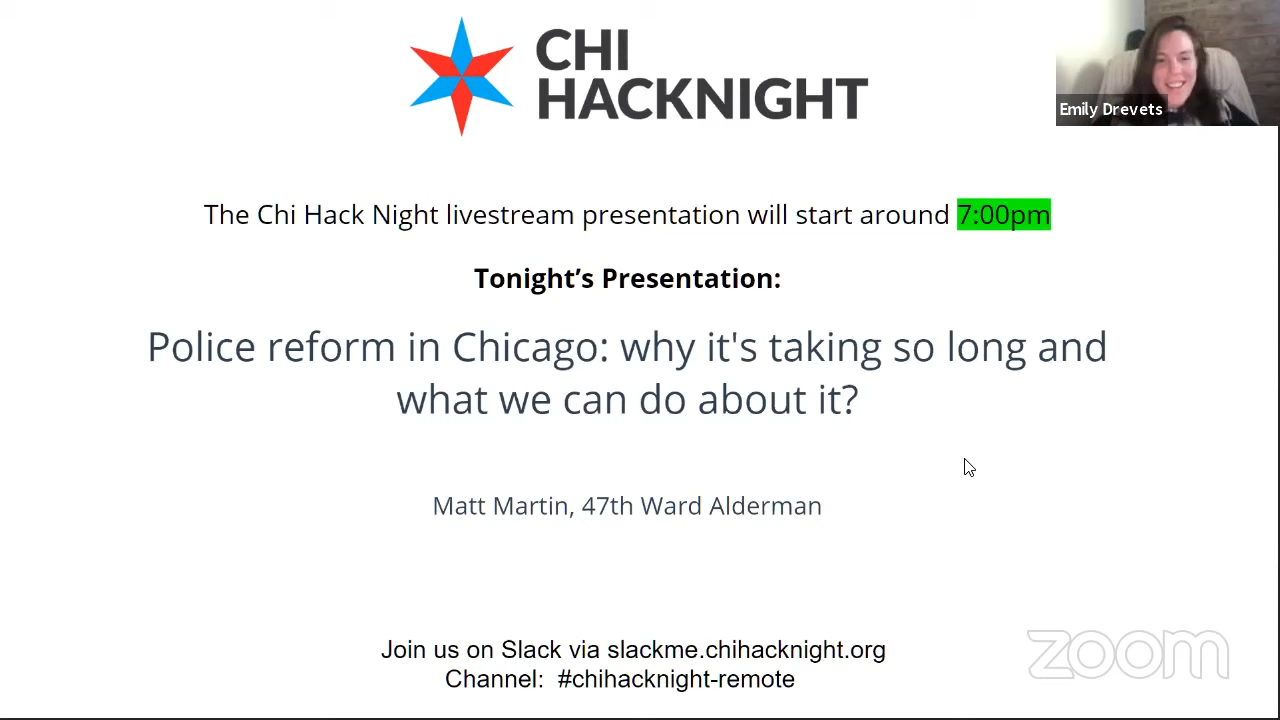 CHI
HACKNIGHT
Emily Drevets
The Chi Hack Night livestream presentation will start around 7:00pm
Tonight’s Presentation:
Police reform in Chicago: why it's taking so long and
what we can do about it?
Matt Martin, 47th Ward Alderman
Join us on Slack via slackme.chihacknight.org
Channel: #chihacknight-remote
zoom